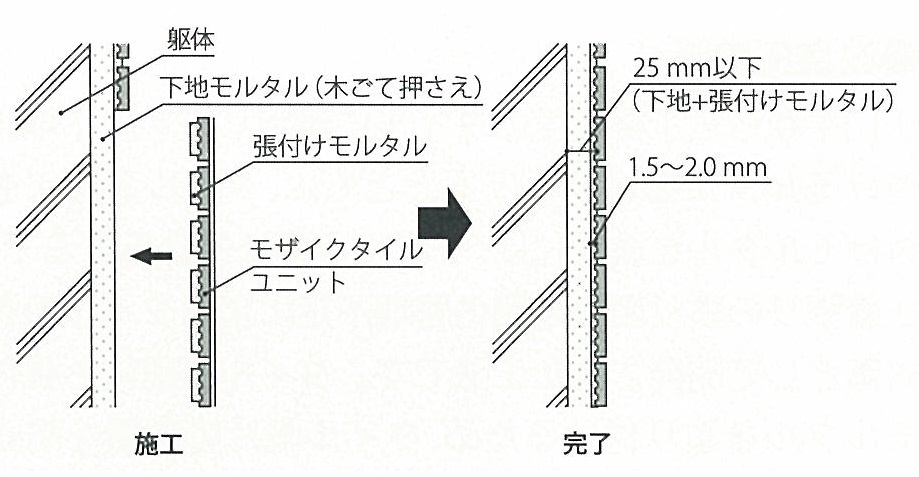 躯体
下地モルタル(木ごて押さえ)
張付けモルタル
モザイクタイル
ユニット
施工
25 mm以下
(下地+張付けモルタル)
1.5〜2.0 mm
完了